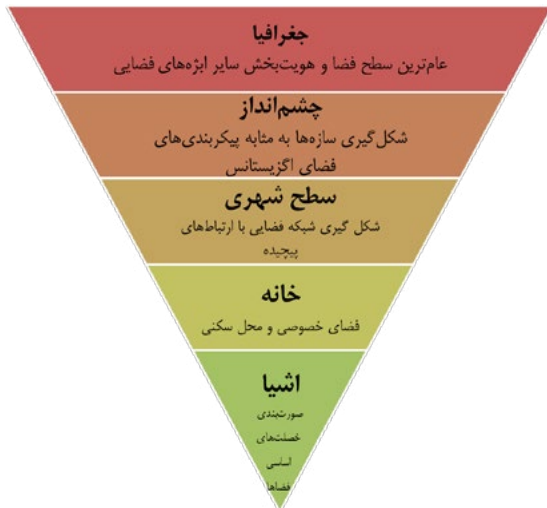 جغرافیا
عام‌ترین سطح فضا و هویت‌بخش سایر ابژه‌های فضایی
چشم‌انداز
شکل‌گیری سازه‌ها به مثابه پیکربندی‌های
فضای اگزیستانس
سطح شهری
شکل گیری شبکه فضایی با ارتباط‌های
پیچیده
خانه
فضای خصوصی و محل سکنی
اشیا
صورت‌بندی
خصلت‌های
اساسی
فضاها